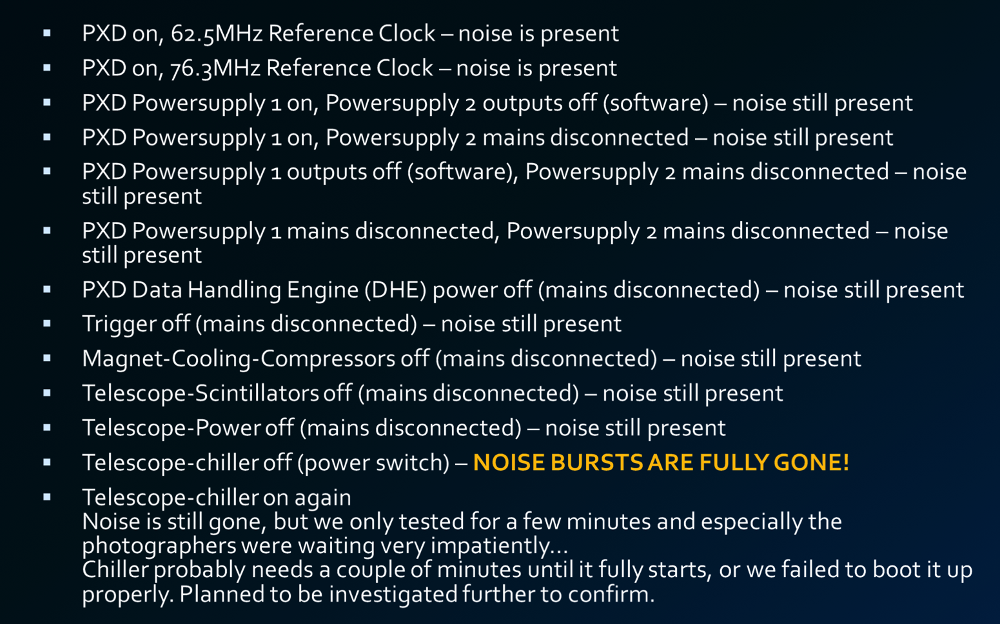 ▪ PXD on, 62.5MHz Reference Clock – noise is present
▪ PXD on, 76.3MHz Reference Clock – noise is present
▪ PXD Powersupply 1 on, Powersupply 2 outputs off (software) – noise still present
▪ PXD Powersupply 1 on, Powersupply 2 mains disconnected – noise still present
▪ PXD Powersupply 1 outputs off (software), Powersupply 2 mains disconnected – noise
still present
▪ PXD Powersupply 1 mains disconnected, Powersupply 2 mains disconnected – noise
still present
▪ PXD Data Handling Engine (DHE) power off (mains disconnected) – noise still present
▪ Trigger off (mains disconnected) – noise still present
▪ Magnet-Cooling-Compressors off (mains disconnected) – noise still present
▪ Telescope-Scintillators off (mains disconnected) – noise still present
▪ Telescope-Power off (mains disconnected) – noise still present
▪ Telescope-chiller off (power switch) – NOISE BURSTS ARE FULLY GONE!
▪ Telescope-chiller on again
Noise is still gone, but we only tested for a few minutes and especially the
photographers were waiting very impatiently...
Chiller probably needs a couple of minutes until it fully starts, or we failed to boot it up
properly. Planned to be investigated further to confirm.